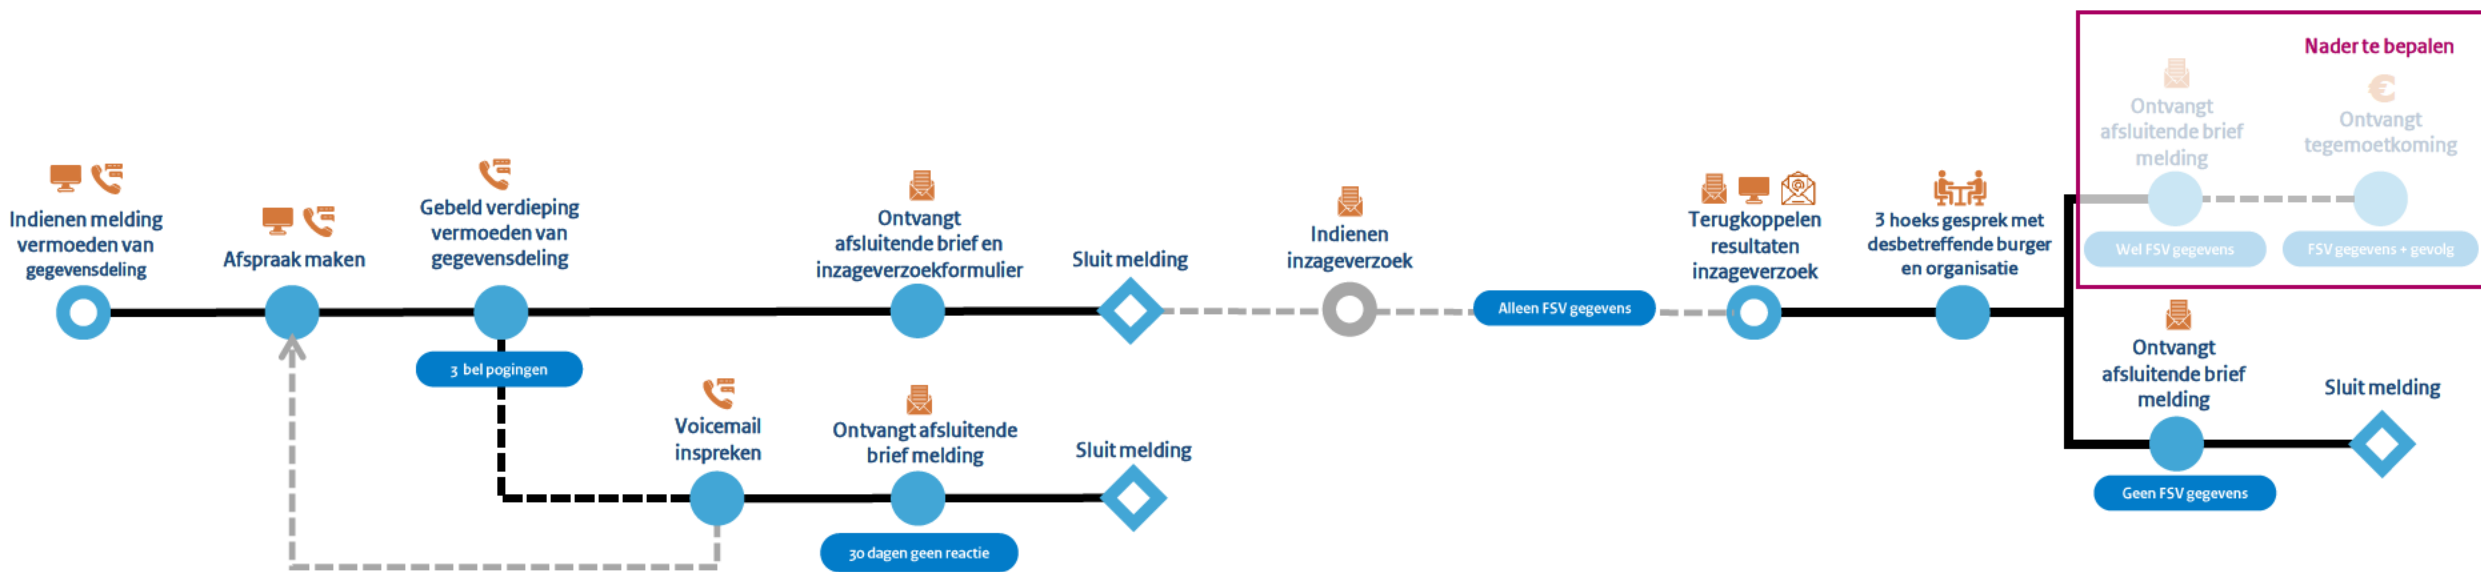 Indienen melding
vermoeden van
gegevensdeling
Afspraak maken
Gebeld verdieping
vermoeden van
gegevensdeling
3 bel pogingen
Voicemail
inspreken
Ontvangt afsluitende
brief melding
30 dagen geen reactie
Sluit melding
Ontvangt
afsluitende brief en
inzageverzoekformulier
Sluit melding
Indienen
inzageverzoek
Alleen FSV gegevens
Terugkoppelen
resultaten
inzageverzoek
3 hoeks gesprek met
desbetreffende burger
en organisatie
Nader te bepalen
Ontvangt
afsluitende brief
melding
Wel FSV gegevens
Ontvangt
tegemoetkoming
FSV gegevens + gevolg
Ontvangt
afsluitende brief
melding
Geen FSV gegevens
Sluit melding